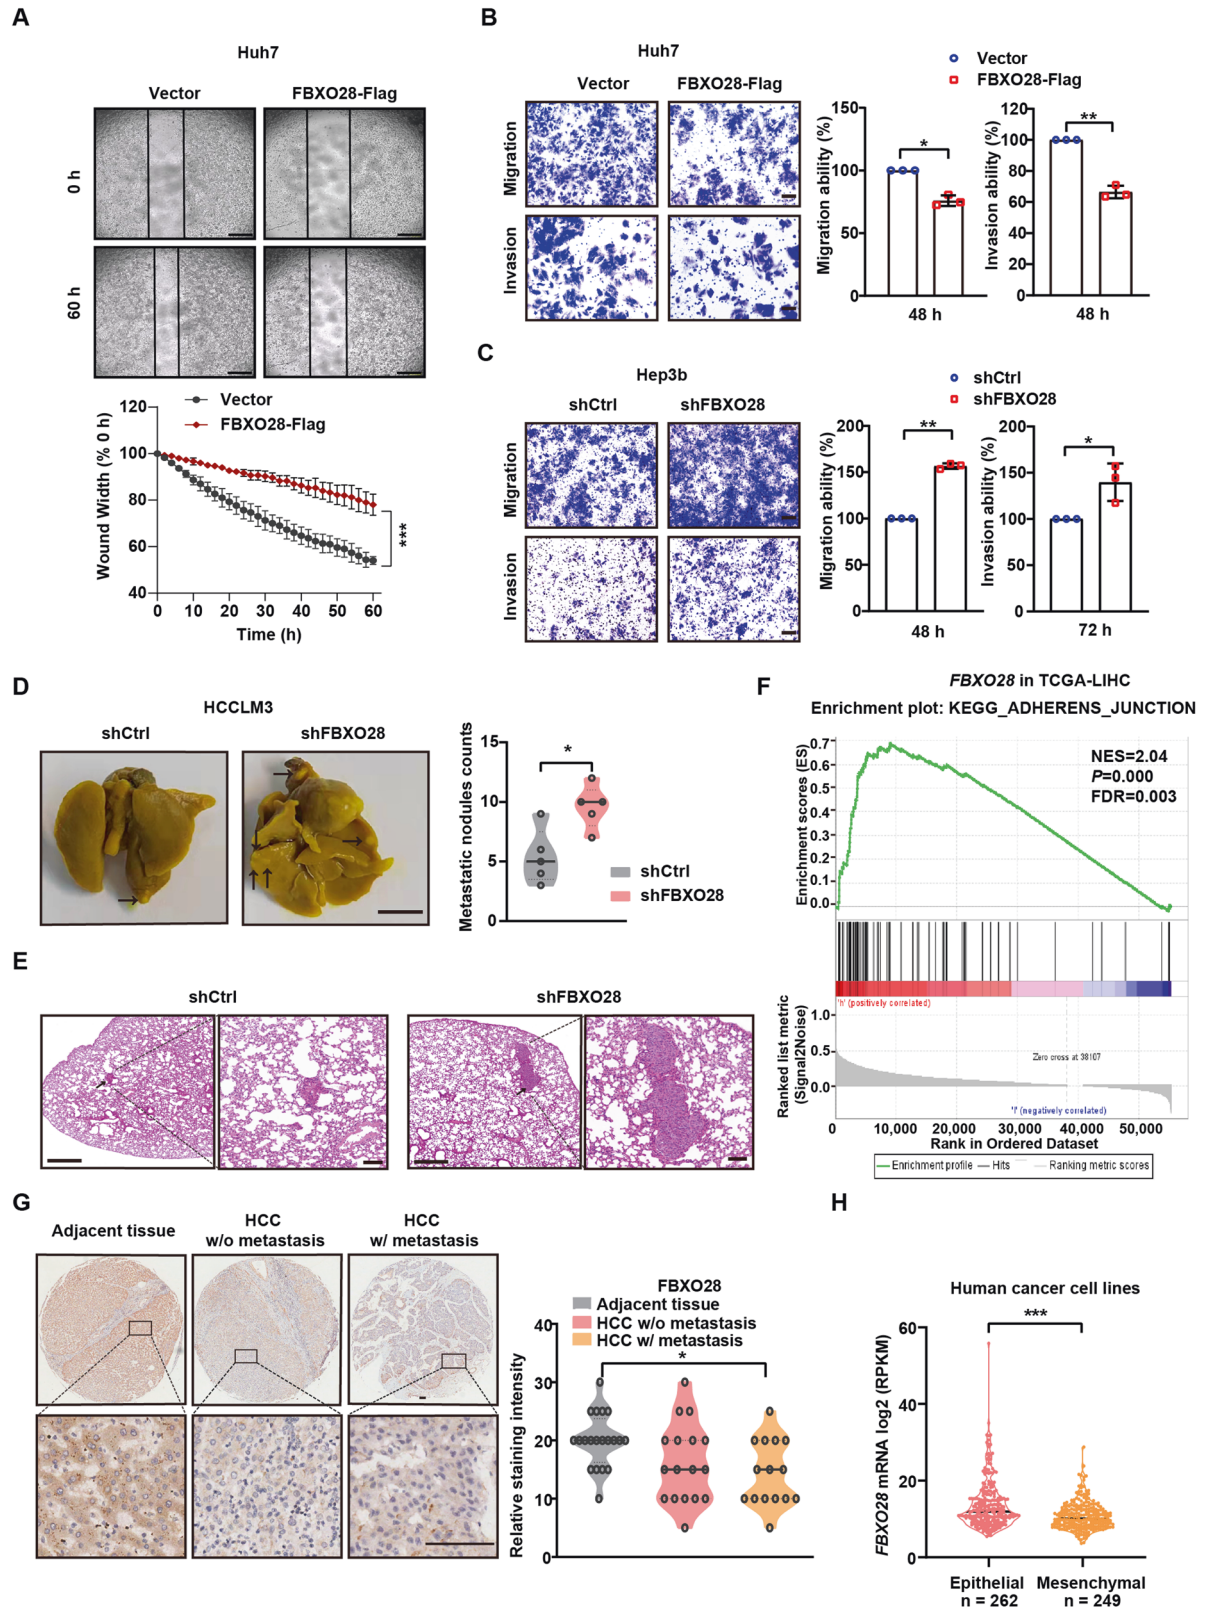 A
Huh7
Vector
FBXO28-Flag
0 h
60 h
Vector
FBXO28-Flag
Wound Width (% 0 h)
120
100
80
60
40
***
0
10
20
30
40
50
60
Time (h)
B
Huh7
Vector
FBXO28-Flag
Migration
Invasion
Vector
FBXO28-Flag
Migration ability (%)
150
100
50
0
*
48 h
Invasion ability (%)
120
100
80
60
40
20
0
**
48 h
C
Hep3b
shCtrl
shFBXO28
Migration
Invasion
shCtrl
shFBXO28
Migration ability (%)
200
150
100
50
0
**
48 h
Invasion ability (%)
200
150
100
50
0
*
72 h
D
HCCLM3
shCtrl
shFBXO28
Metastatic nodules counts
15
10
5
0
*
shCtrl
shFBXO28
E
shCtrl
shFBXO28
F
FBXO28 in TCGA-LIHC
Enrichment plot: KEGG_ADHERENS_JUNCTION
Enrichment scores (ES)
0.7
0.6
0.5
0.4
0.3
0.2
0.1
0.0
NES=2.04
P=0.000
FDR=0.003
'h' (positively correlated)
Ranked list metric
(Signal2Noise)
1.0
0.5
0.0
Zero cross at 38107
'l' (negatively correlated)
0
10,000
20,000
30,000
40,000
50,000
Rank in Ordered Dataset
Enrichment profile
Hits
Ranking metric scores
G
Adjacent tissue
HCC
w/o metastasis
HCC
w/ metastasis
FBXO28
Adjacent tissue
HCC w/o metastasis
HCC w/ metastasis
Relative staining intensity
40
30
20
10
0
*
H
Human cancer cell lines
***
FBXO28 mRNA log2 (RPKM)
60
40
20
0
Epithelial
n = 262
Mesenchymal
n = 249